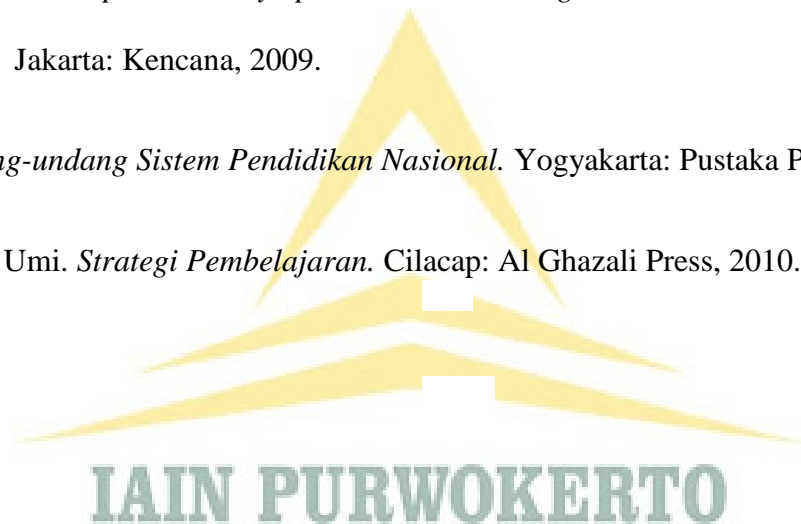 Jakarta: Kencana, 2009.
ng-undang Sistem Pendidikan Nasional. Yogyakarta: Pustaka P
Umi. Strategi Pembelajaran. Cilacap: Al Ghazali Press, 2010.
IAIN PURWOKERTO